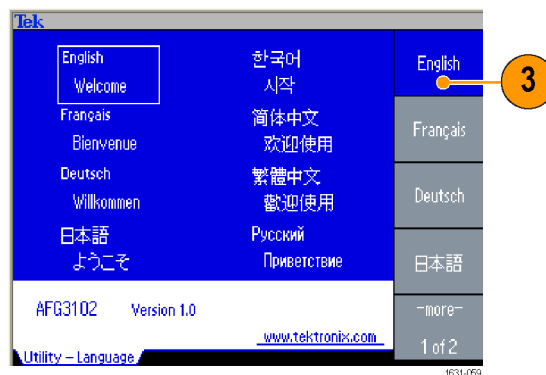 Tek
English
Welcome
Français
Bienvenue
Deutsch
Willkommen
日本語
ようこそ
한국어
시작
简体中文
欢迎使用
繁體中文
歡迎使用
Русский
Приветствие
AFG3102 Version 1.0
www.tektronix.com
Utility – Language
English
Français
Deutsch
日本語
-more-
1 of 2
3
1631-059